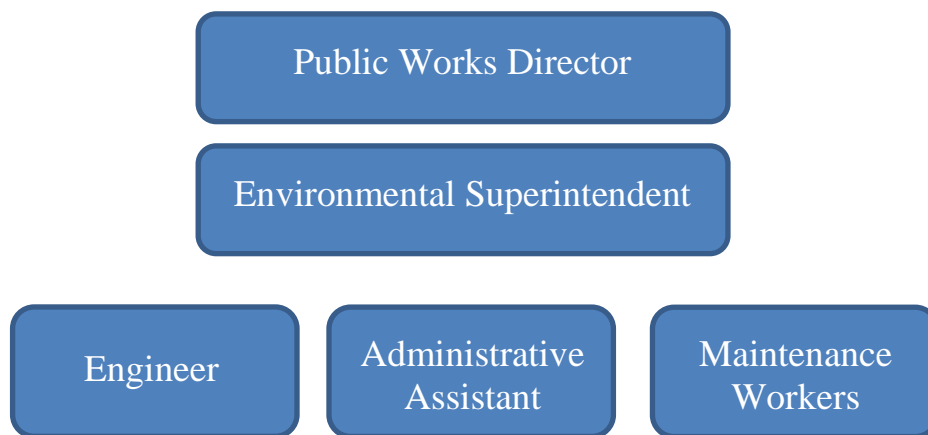 Public Works Director
Environmental Superintendent
Engineer
Administrative
Assistant
Maintenance
Workers